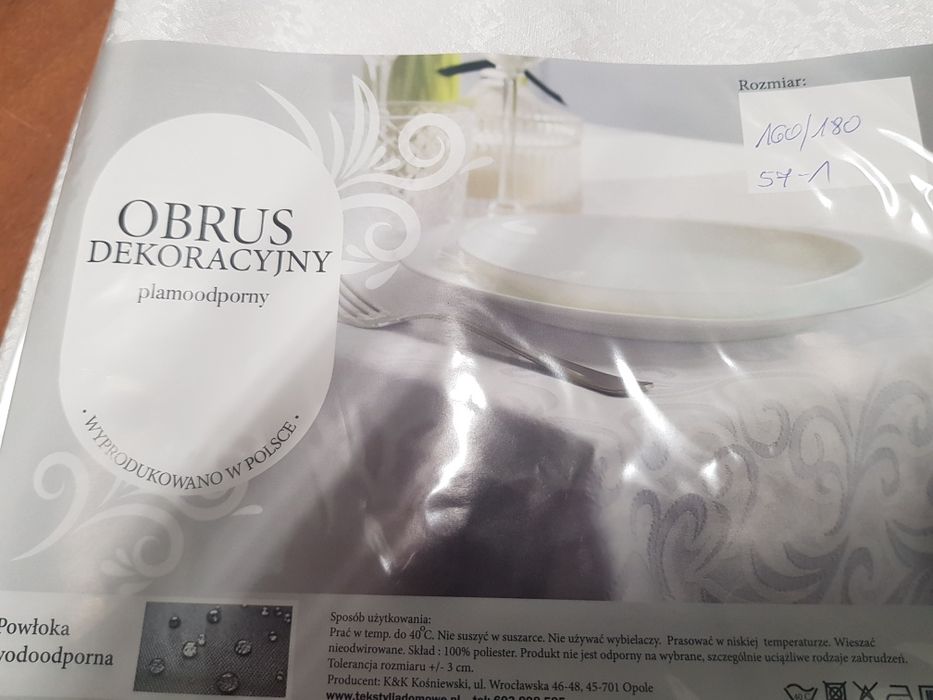 Rozmiar:
160/180
57-1
OBRUS
DEKORACYJNY
plamoodporny
• WYPRODUKOWANO W POLSCE •
Powłoka
wodoodporna
Sposób użytkowania:
Prać w temp. do 40°C. Nie suszyć w suszarce. Nie używać wybielaczy. Prasować w niskiej temperaturze. Wieszać
nieodwirowane. Skład : 100% poliester. Produkt nie jest odporny na wybrane, szczególnie uciążliwe rodzaje zabrudzeń.
Tolerancja rozmiaru +/- 3 cm.
Producent: K&K Kośniewski, ul. Wrocławska 46-48, 45-701 Opole
www.tekstyliadomowe.pl